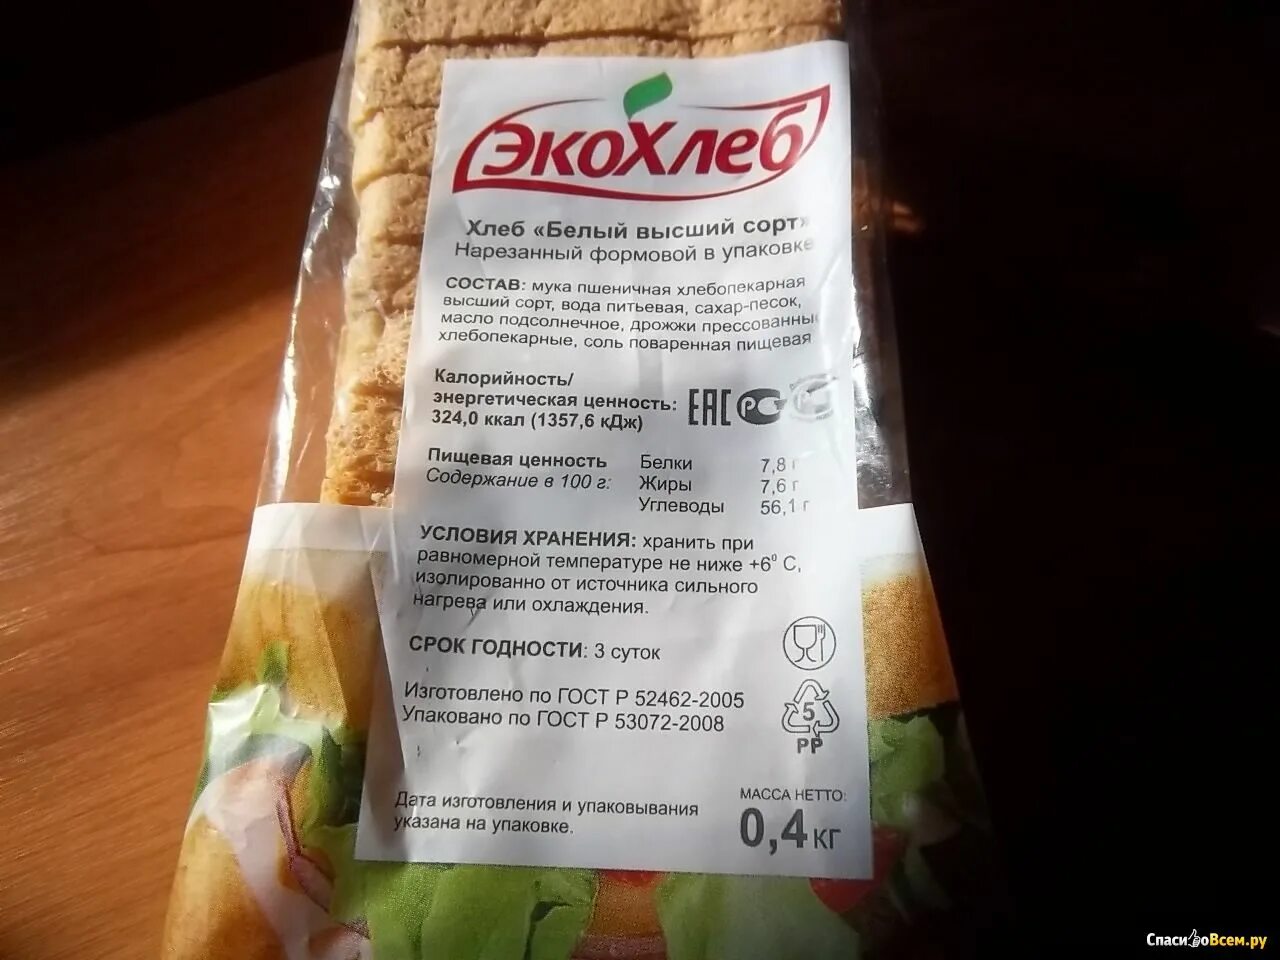 ЭКОХЛеб
Хлеб «Белый высший сорт»
Нарезанный формовой в упаковке
СОСТАВ: мука пшеничная хлебопекарная
высший сорт, вода питьевая, сахар-песок,
масло подсолнечное, дрожжи прессованны
хлебопекарные, соль поваренная пищевая
Калорийность/
энергетическая ценность:
324,0 ккал (1357,6 кДж)
ЕАС РС
Пищевая ценность Белки 7,8 г
Содержание в 100 г: Жиры 7,6 г
Углеводы 56,1 г
УСЛОВИЯ ХРАНЕНИЯ: хранить при
равномерной температуре не ниже +6⁰ С,
изолированно от источника сильного
нагрева или охлаждения.
СРОК ГОДНОСТИ: 3 суток
Изготовлено по ГОСТ Р 52462-2005
Упаковано по ГОСТ Р 53072-2008
5
PP
Дата изготовления и упаковывания
указана на упаковке.
МАССА НЕТТО:
0,4 кг
СпасибоВсем.ру